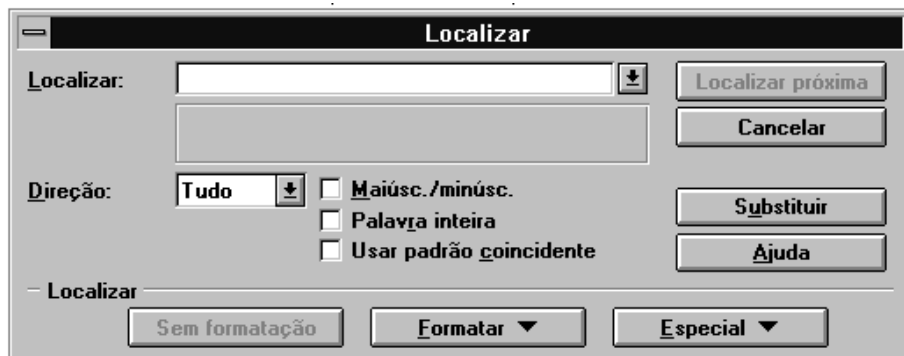 Localizar
Localizar:
Localizar próxima
Cancelar
Direção:
Tudo
Maiúsc./minúsc.
Palavra inteira
Usar padrão coincidente
Substituir
Ajuda
Localizar
Sem formatação
Formatar
Especial